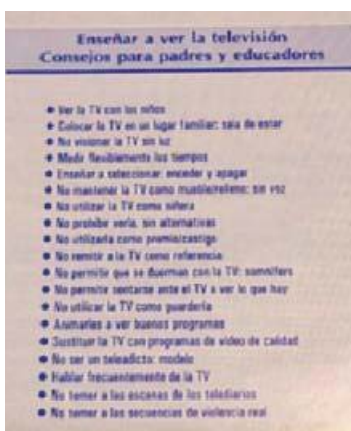 Enseñar a ver la televisión
Consejos para padres y educadores
Ver la TV con los niños
Colocar la TV en un lugar familiar: sala de estar
No visionar la TV sin luz
Medir flexiblemente los tiempos
Enseñar a seleccionar: encender y apagar
No mantener la TV como mueble/relleno: sin voz
No utilizar la TV como niñera
No prohibir verla, sin alternativas
No utilizarla como premio/castigo
No remitir a la TV como referencia
No permitir que se duerman con la TV: somnífero
No permitir sentarse ante el TV a ver lo que hay
No utilizar la TV como guardería
Animarles a ver buenos programas
Sustituir la TV con programas de video de calidad
No ser un teleadicto: modelo
Hablar frecuentemente de la TV
No temer a las escenas de los telediarios
No temer a las secuencias de violencia real